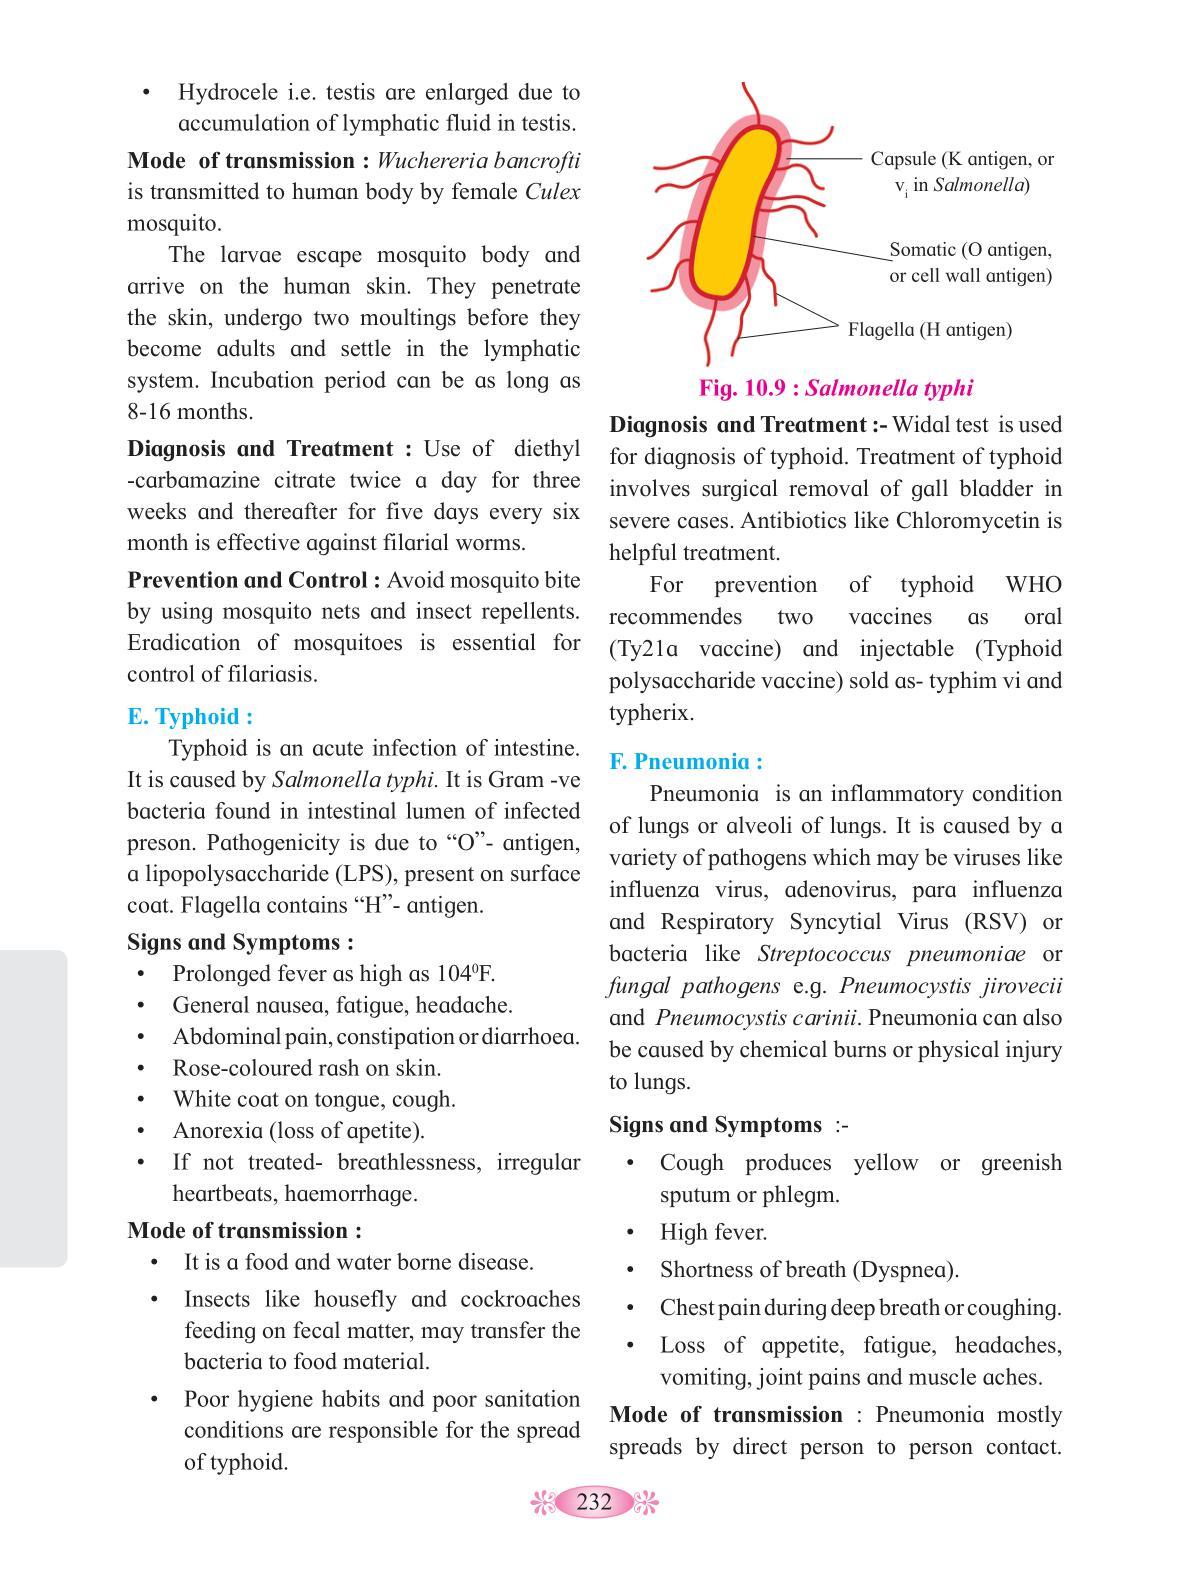 • Hydrocele i.e. testis are enlarged due to
accumulation of lymphatic fluid in testis.
Mode of transmission : Wuchereria bancrofti
is transmitted to human body by female Culex
mosquito.
The larvae escape mosquito body and
arrive on the human skin. They penetrate
the skin, undergo two moultings before they
become adults and settle in the lymphatic
system. Incubation period can be as long as
8-16 months.
Diagnosis and Treatment : Use of diethyl
-carbamazine citrate twice a day for three
weeks and thereafter for five days every six
month is effective against filarial worms.
Prevention and Control : Avoid mosquito bite
by using mosquito nets and insect repellents.
Eradication of mosquitoes is essential for
control of filariasis.
E. Typhoid :
Typhoid is an acute infection of intestine.
It is caused by Salmonella typhi. It is Gram -ve
bacteria found in intestinal lumen of infected
preson. Pathogenicity is due to “O”- antigen,
a lipopolysaccharide (LPS), present on surface
coat. Flagella contains “H”- antigen.
Signs and Symptoms :
• Prolonged fever as high as 104⁰F.
• General nausea, fatigue, headache.
• Abdominal pain, constipation or diarrhoea.
• Rose-coloured rash on skin.
• White coat on tongue, cough.
• Anorexia (loss of apetite).
• If not treated- breathlessness, irregular
heartbeats, haemorrhage.
Mode of transmission :
• It is a food and water borne disease.
• Insects like housefly and cockroaches
feeding on fecal matter, may transfer the
bacteria to food material.
• Poor hygiene habits and poor sanitation
conditions are responsible for the spread
of typhoid.
Capsule (K antigen, or
vᵢ in Salmonella)
Somatic (O antigen,
or cell wall antigen)
Flagella (H antigen)
Fig. 10.9 : Salmonella typhi
Diagnosis and Treatment :- Widal test is used
for diagnosis of typhoid. Treatment of typhoid
involves surgical removal of gall bladder in
severe cases. Antibiotics like Chloromycetin is
helpful treatment.
For prevention of typhoid WHO
recommendes two vaccines as oral
(Ty21a vaccine) and injectable (Typhoid
polysaccharide vaccine) sold as- typhim vi and
typherix.
F. Pneumonia :
Pneumonia is an inflammatory condition
of lungs or alveoli of lungs. It is caused by a
variety of pathogens which may be viruses like
influenza virus, adenovirus, para influenza
and Respiratory Syncytial Virus (RSV) or
bacteria like Streptococcus pneumoniae or
fungal pathogens e.g. Pneumocystis jirovecii
and Pneumocystis carinii. Pneumonia can also
be caused by chemical burns or physical injury
to lungs.
Signs and Symptoms :-
• Cough produces yellow or greenish
sputum or phlegm.
• High fever.
• Shortness of breath (Dyspnea).
• Chest pain during deep breath or coughing.
• Loss of appetite, fatigue, headaches,
vomiting, joint pains and muscle aches.
Mode of transmission : Pneumonia mostly
spreads by direct person to person contact.
232